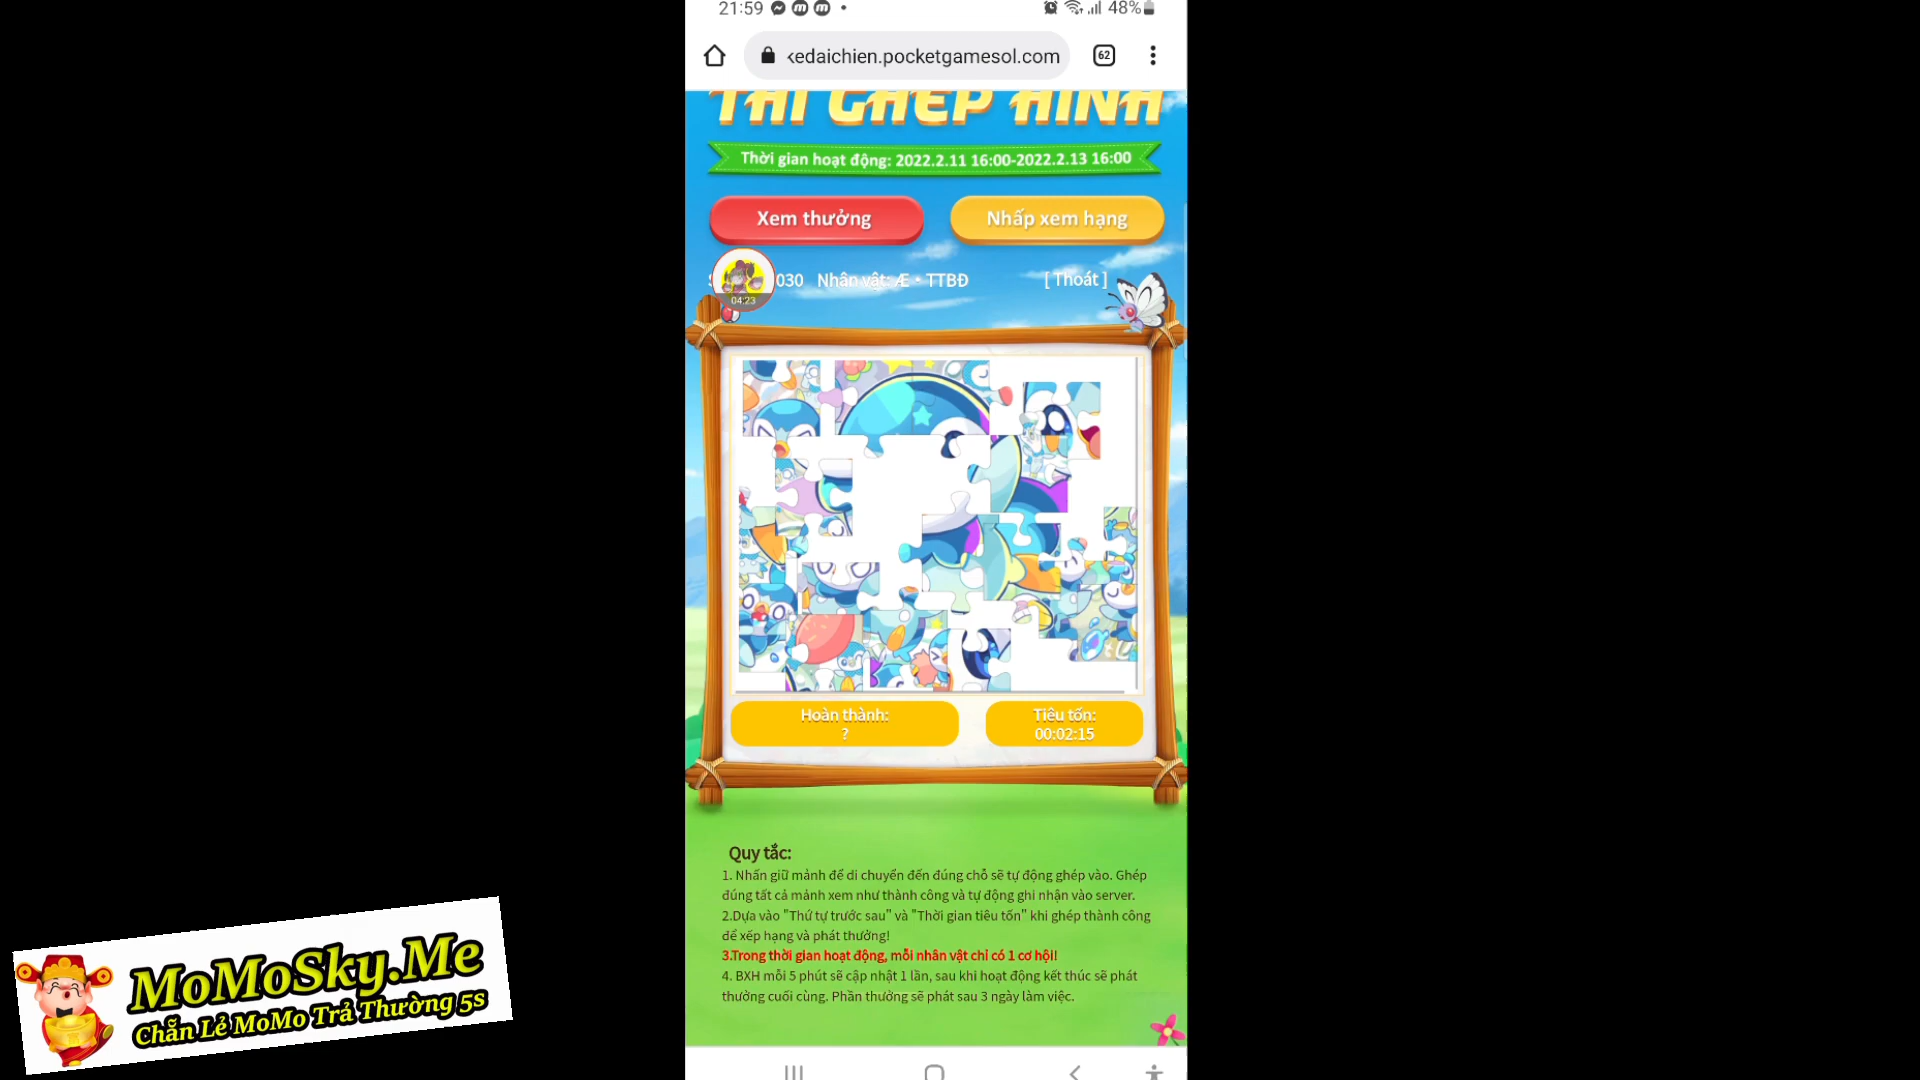 21:59
48%
‹edaichien.pocketgamesol.com
62
THI GHÉP HÌNH
Thời gian hoạt động: 2022.2.11 16:00-2022.2.13 16:00
Xem thưởng
Nhấp xem hạng
030 Nhân vật: Æ • TTBĐ
[ Thoát ]
04:23
Hoàn thành:
?
Tiêu tốn:
00:02:15
Quy tắc:
1. Nhấn giữ mảnh để di chuyển đến đúng chỗ sẽ tự động ghép vào. Ghép
đúng tất cả mảnh xem như thành công và tự động ghi nhận vào server.
2.Dựa vào "Thứ tự trước sau" và "Thời gian tiêu tốn" khi ghép thành công
để xếp hạng và phát thưởng!
3.Trong thời gian hoạt động, mỗi nhân vật chỉ có 1 cơ hội!
4. BXH mỗi 5 phút sẽ cập nhật 1 lần, sau khi hoạt động kết thúc sẽ phát
thưởng cuối cùng. Phần thưởng sẽ phát sau 3 ngày làm việc.
MoMoSky.Me
Chẵn Lẻ MoMo Trả Thưởng 5s